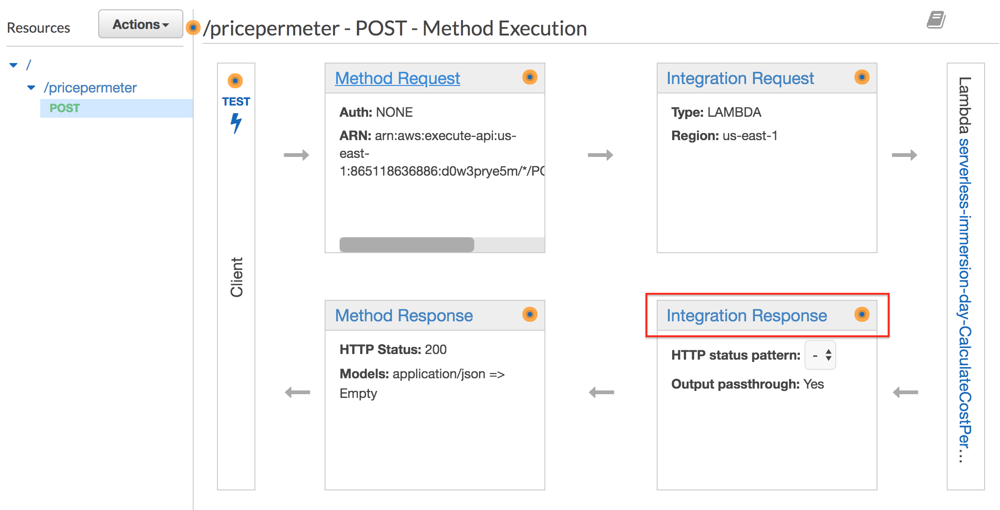 Resources
Actions
/pricepermeter - POST - Method Execution
/
/pricepermeter
POST
TEST
Client
Method Request
Auth: NONE
ARN: arn:aws:execute-api:us-
east-
1:865118636886:d0w3prye5m/*/PO
Integration Request
Type: LAMBDA
Region: us-east-1
Lambda serverless-immersion-day-CalculateCostPer...
Method Response
HTTP Status: 200
Models: application/json =>
Empty
Integration Response
HTTP status pattern: -
Output passthrough: Yes